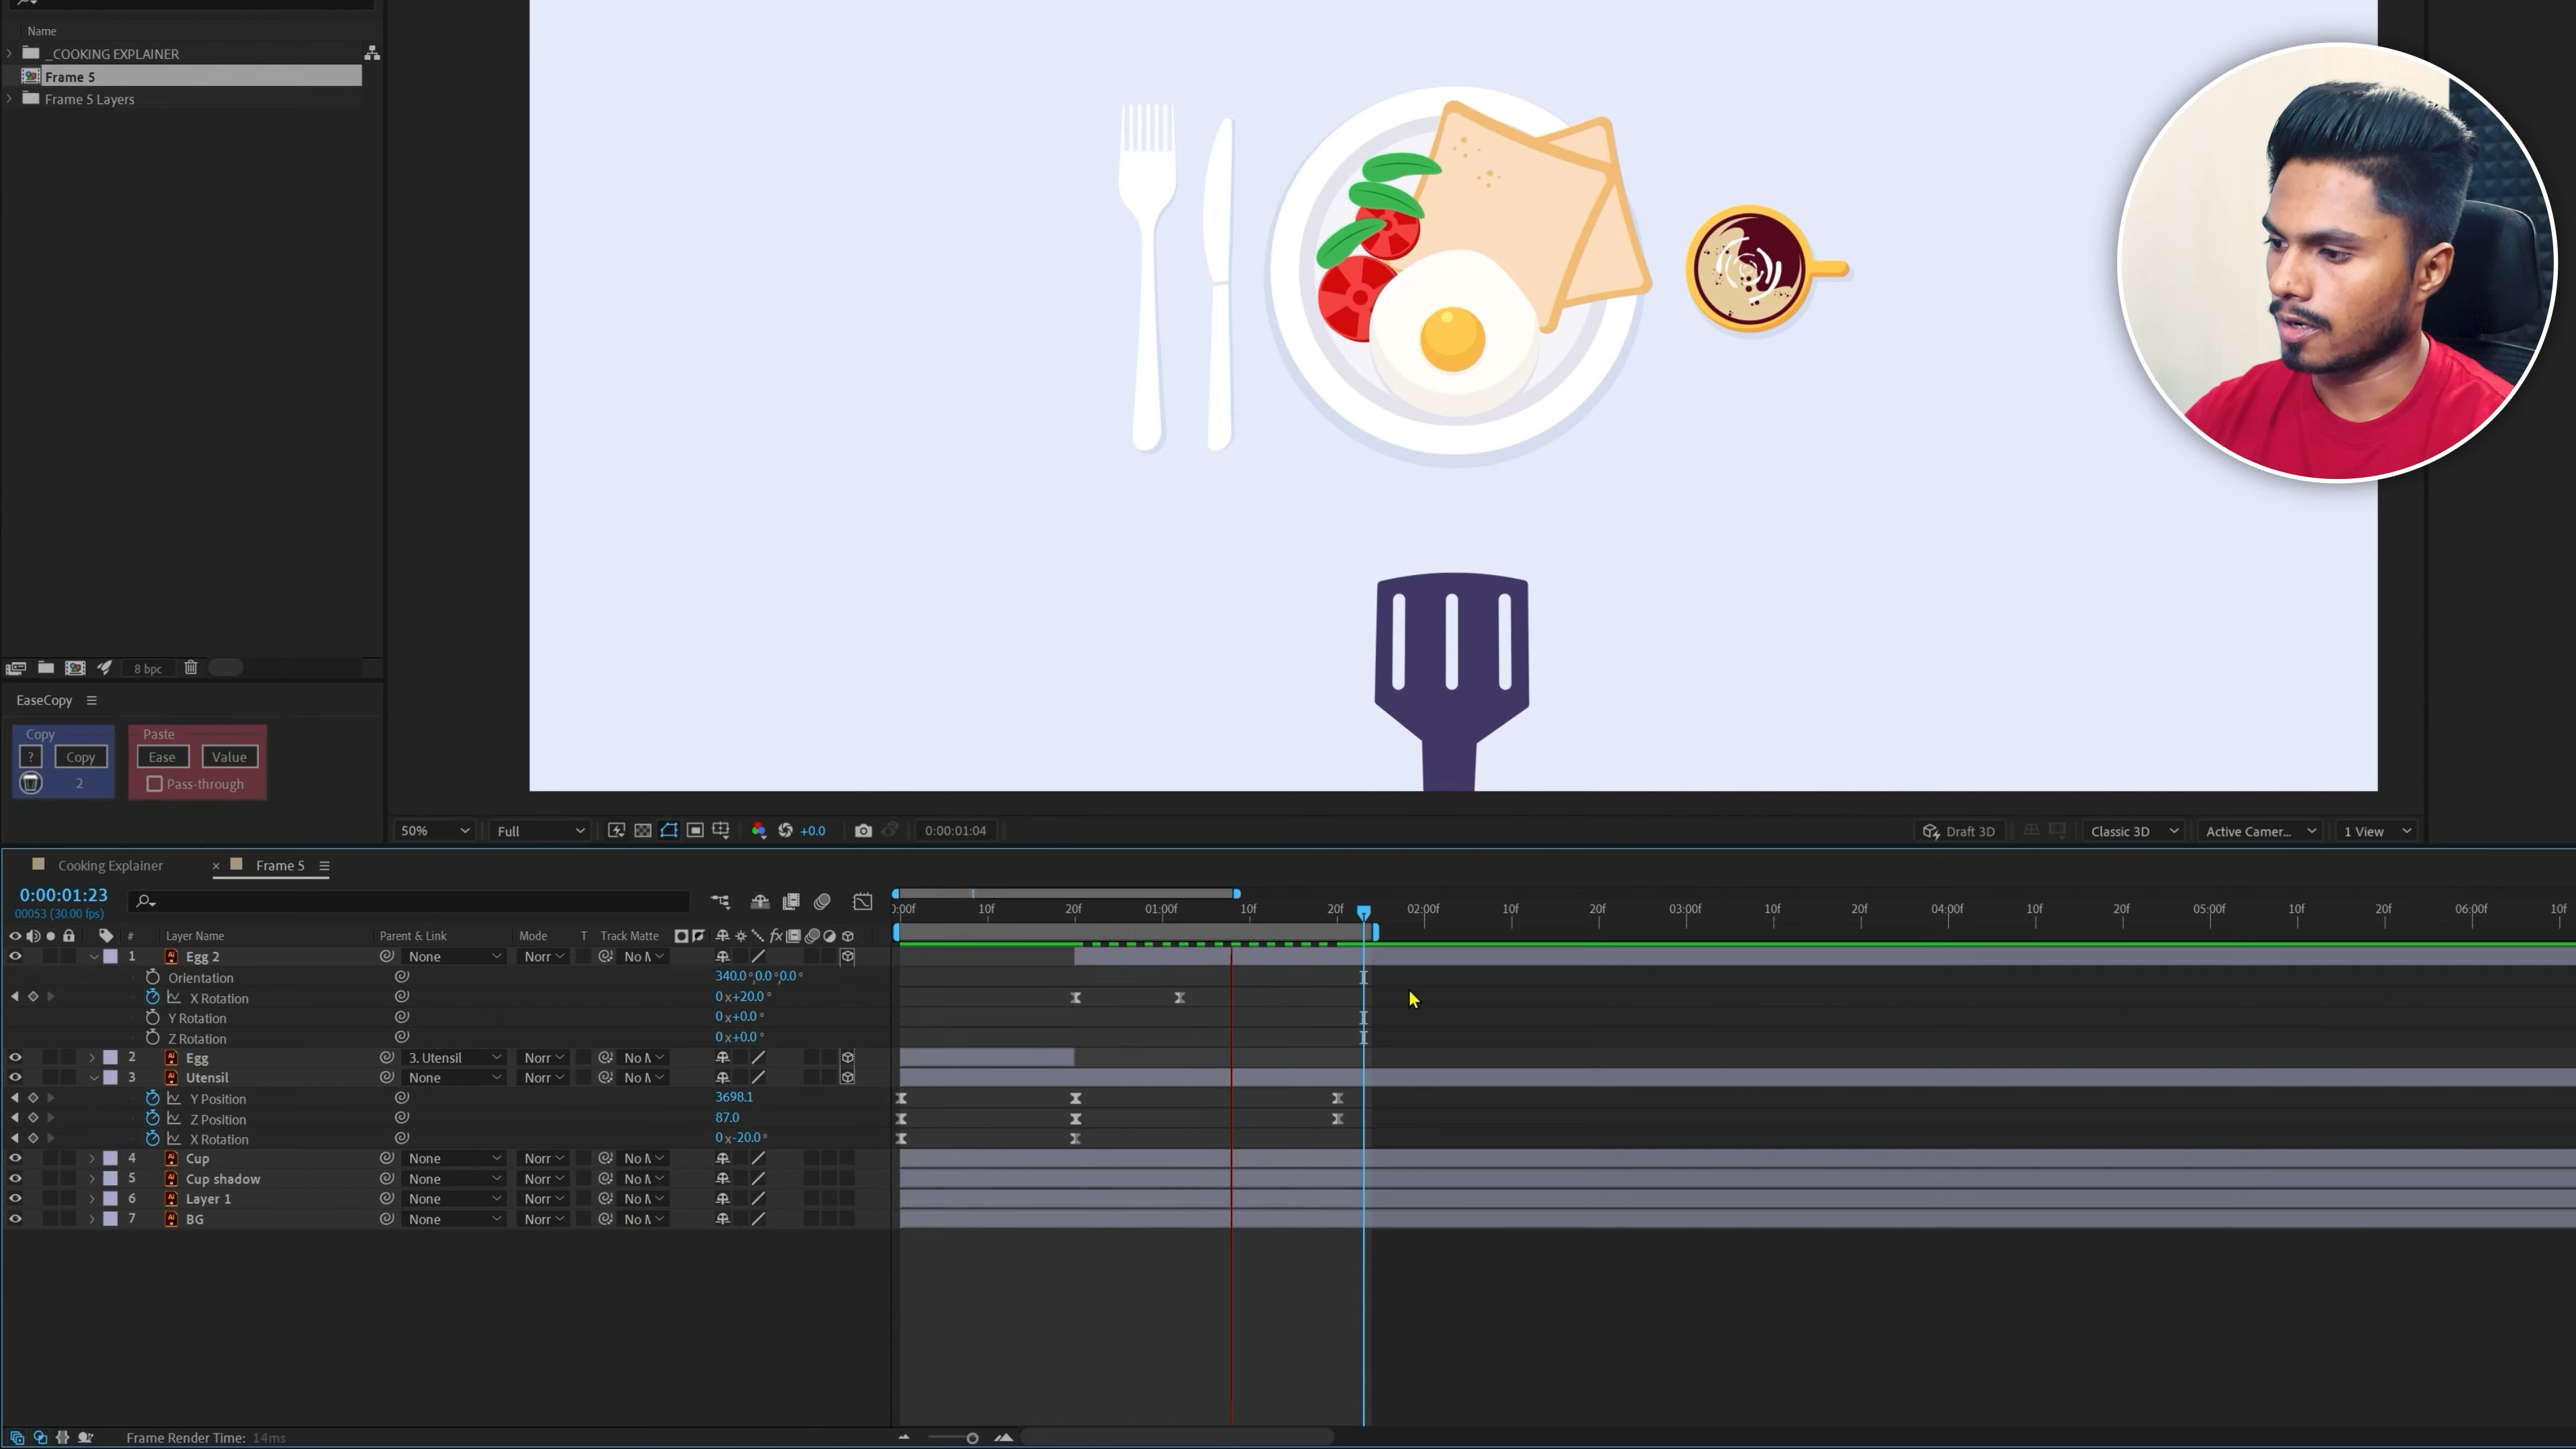 Name
_COOKING EXPLAINER
Frame 5
Frame 5 Layers
8 bpc
EaseCopy
Copy
Paste
? Copy Ease Value
2 Pass-through
50% Full +0.0 0:00:01:04 Draft 3D Classic 3D Active Camer... 1 View
Cooking Explainer × Frame 5
0:00:01:23
00053 (30.00 fps)
0:00f 10f 20f 01:00f 10f 20f 02:00f 10f 20f 03:00f 10f 20f 04:00f 10f 20f 05:00f 10f 20f 06:00f 10f
# Layer Name Parent & Link Mode T Track Matte fx
1 Ai Egg 2 None Norr No
Orientation 340.0°,0.0°,0.0°
X Rotation 0x+20.0°
Y Rotation 0x+0.0°
Z Rotation 0x+0.0°
2 Ai Egg 3. Utensil Norr No
3 Ai Utensil None Norr No
Y Position 3698.1
Z Position 87.0
X Rotation 0x-20.0°
4 Ai Cup None Norr No
5 Ai Cup shadow None Norr No
6 Ai Layer 1 None Norr No
7 Ai BG None Norr No
Frame Render Time: 14ms